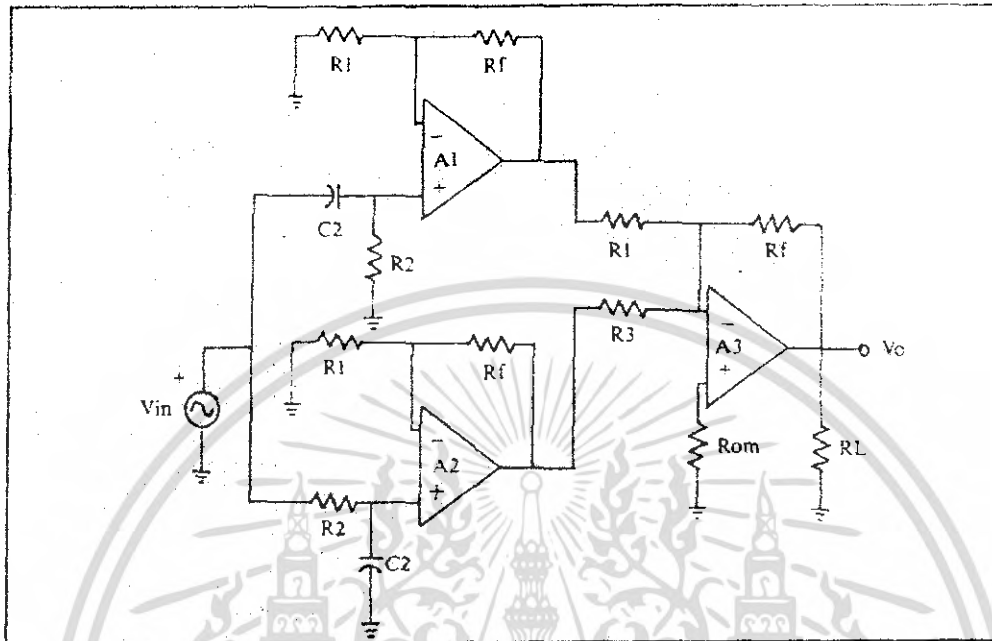 R1
Rf
−
A1
+
C2
R2
R1
Rf
R3
−
A3
+
Vo
R1
Rf
+
Vin
−
A2
+
Rom
RL
R2
C2